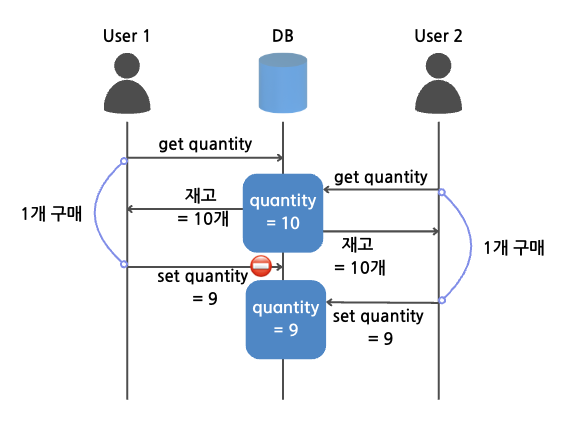 User 1
DB
User 2
get quantity
get quantity
quantity
= 10
재고
= 10개
1개 구매
재고
= 10개
1개 구매
set quantity
= 9
quantity
= 9
set quantity
= 9